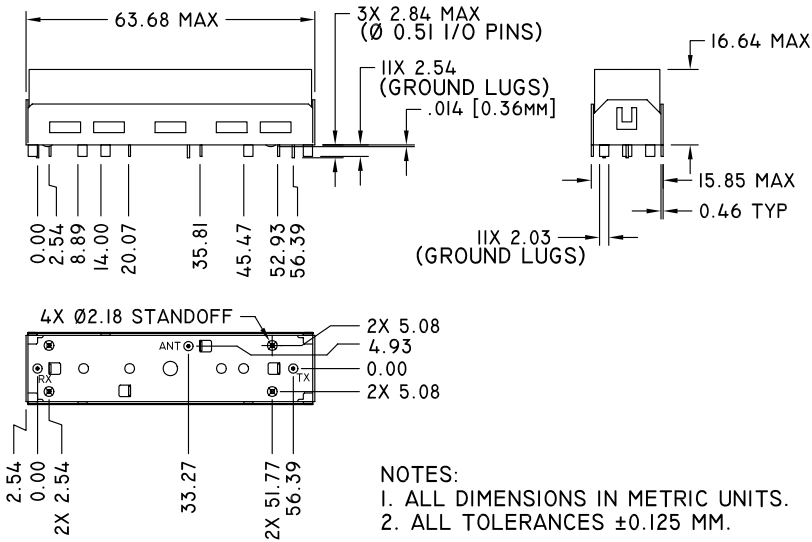 63.68 MAX
3X 2.84 MAX
(Ø 0.51 I/O PINS)
11X 2.54
(GROUND LUGS)
.014 [0.36MM]
16.64 MAX
15.85 MAX
0.46 TYP
11X 2.03
(GROUND LUGS)
0.00
2.54
8.89
14.00
20.07
35.81
45.47
52.93
56.39
4X Ø2.18 STANDOFF
2X 5.08
4.93
0.00
2X 5.08
ANT
RX
TX
2.54
0.00
2X 2.54
33.27
2X 51.77
56.39
NOTES:
1. ALL DIMENSIONS IN METRIC UNITS.
2. ALL TOLERANCES ±0.125 MM.